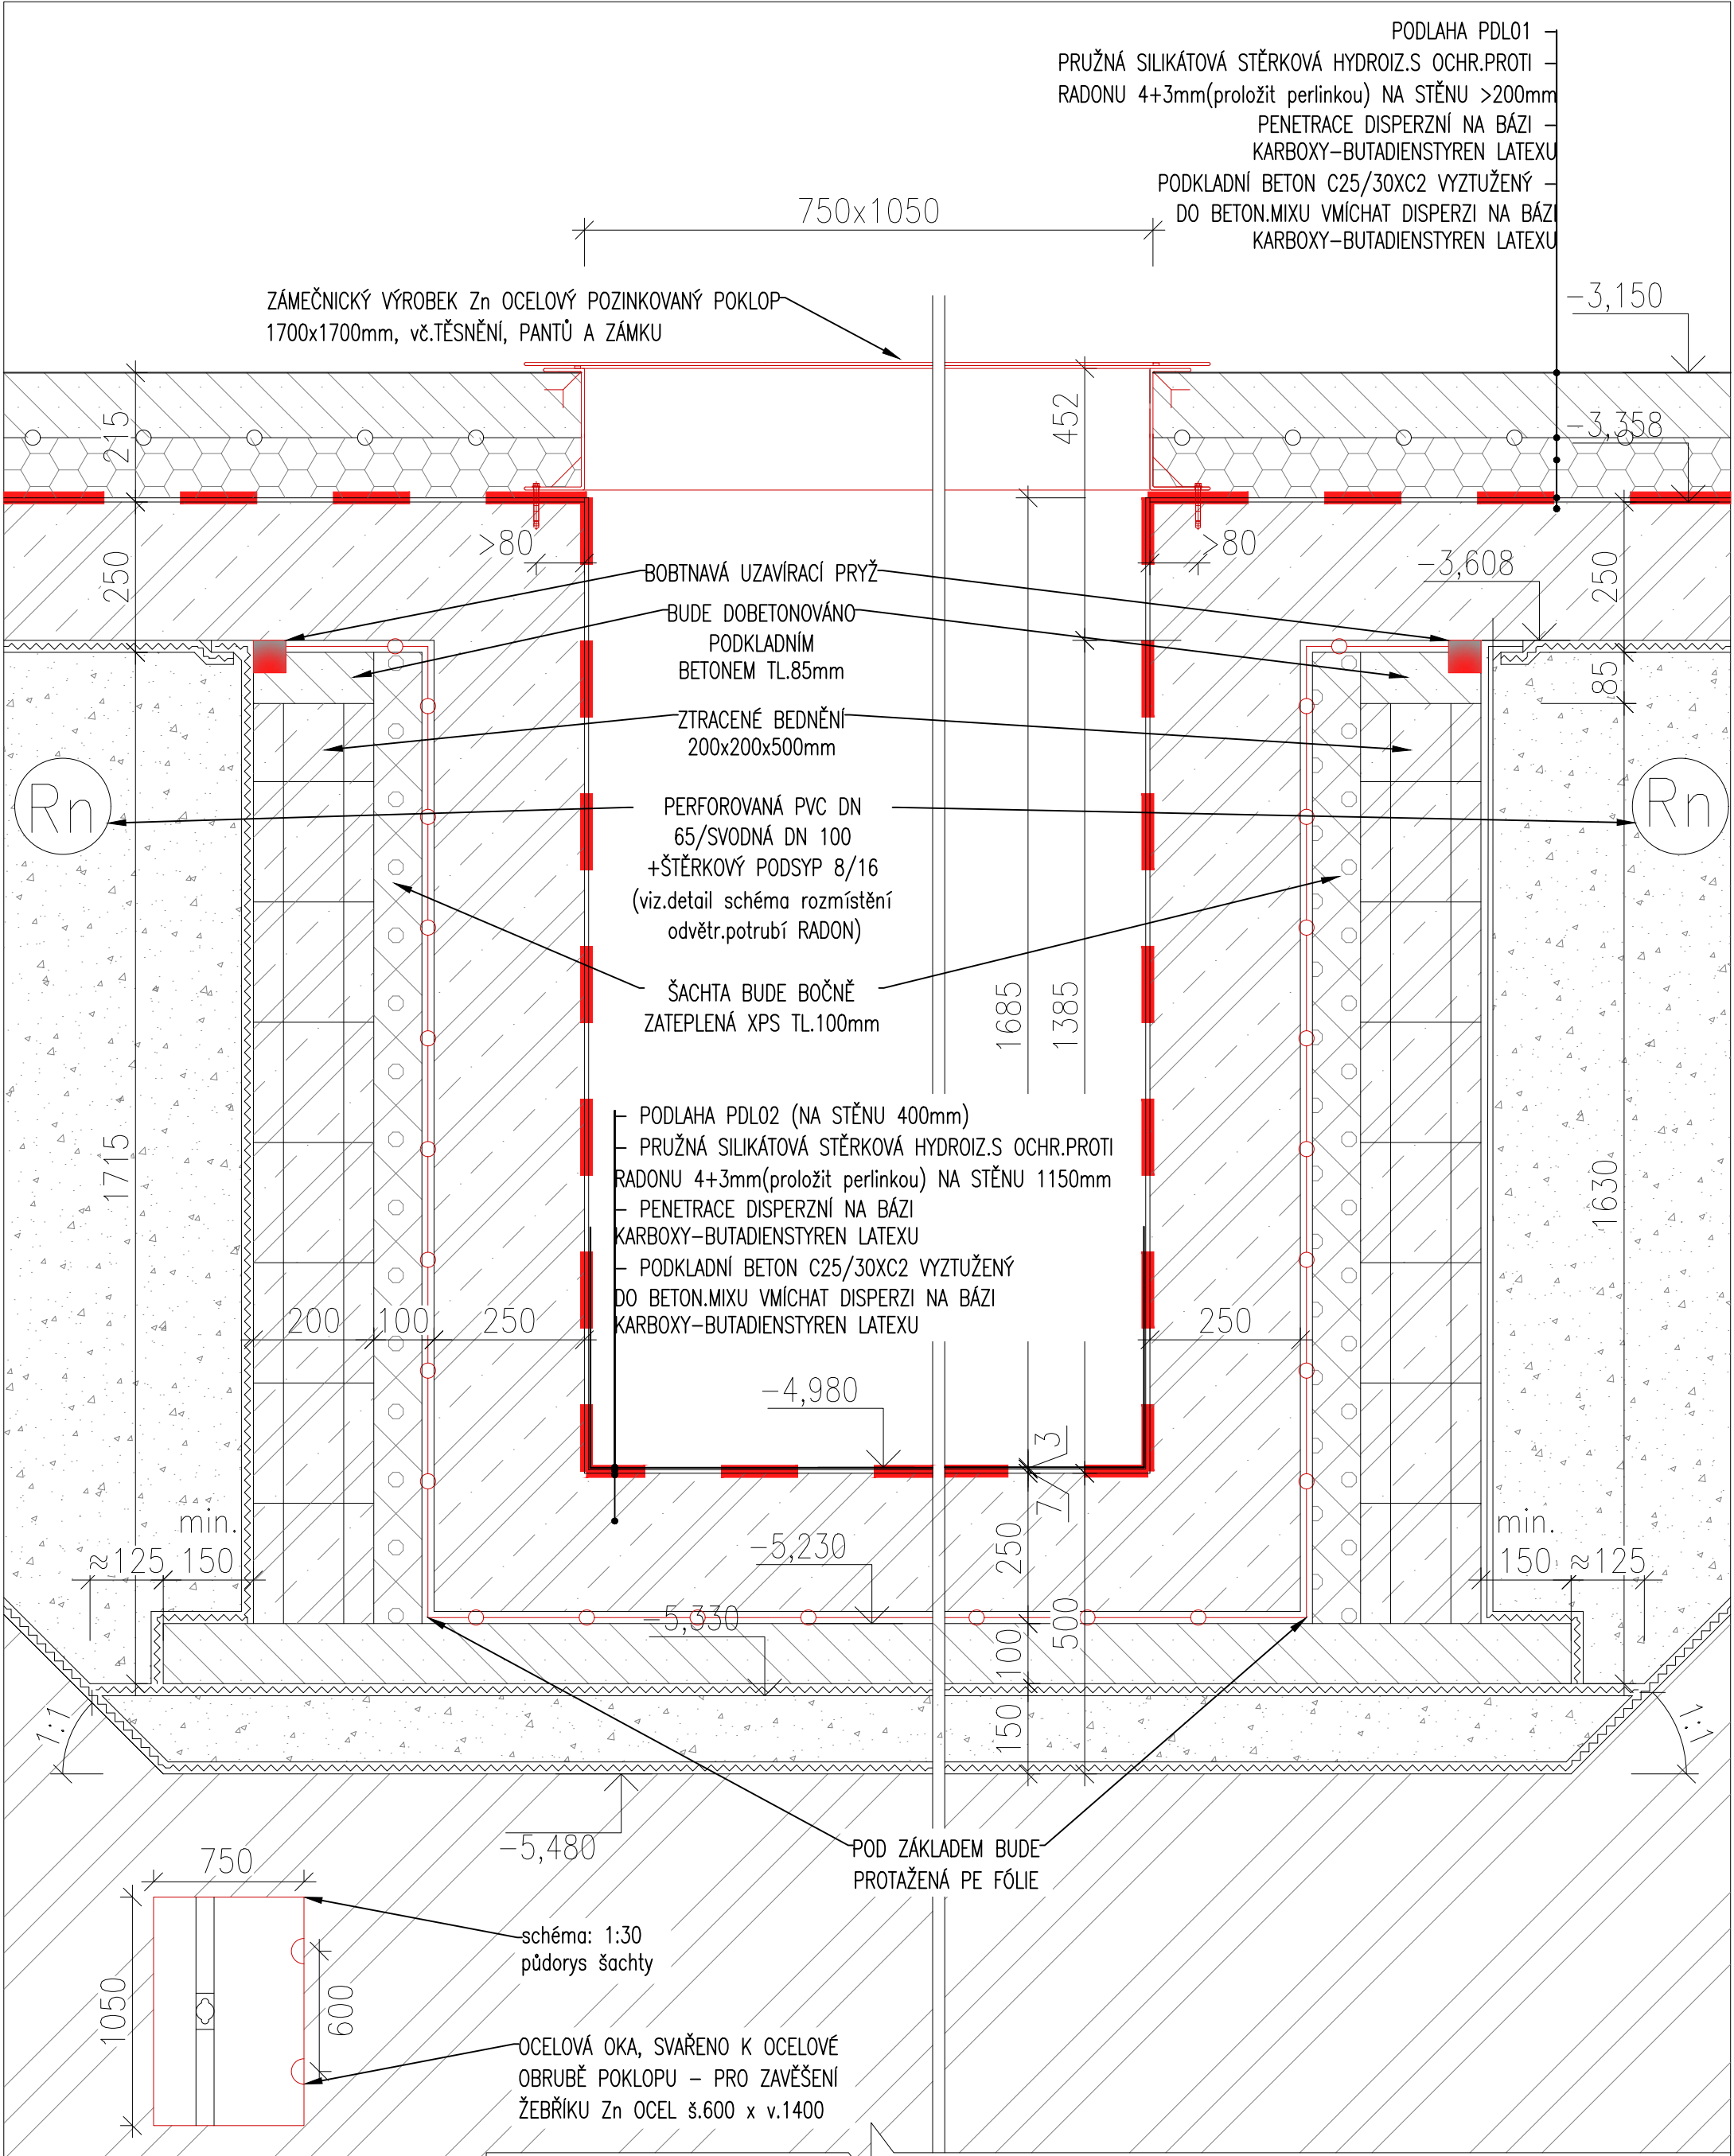 PODLAHA PDL01
PRUŽNÁ SILIKÁTOVÁ STĚRKOVÁ HYDROIZ.S OCHR.PROTI
RADONU 4+3mm(proložit perlinkou) NA STĚNU >200mm
PENETRACE DISPERZNÍ NA BÁZI
KARBOXY-BUTADIENSTYREN LATEXU
PODKLADNÍ BETON C25/30XC2 VYZTUŽENÝ
DO BETON.MIXU VMÍCHAT DISPERZI NA BÁZI
KARBOXY-BUTADIENSTYREN LATEXU
750x1050
ZÁMEČNICKÝ VÝROBEK Zn OCELOVÝ POZINKOVANÝ POKLOP
1700x1700mm, vč.TĚSNĚNÍ, PANTŮ A ZÁMKU
-3,150
215
452
-3,358
>80
>80
250
-3,608
250
BOBTNAVÁ UZAVÍRACÍ PRYŽ
BUDE DOBETONOVÁNO
PODKLADNÍM
BETONEM TL.85mm
85
ZTRACENÉ BEDNĚNÍ
200x200x500mm
Rn
Rn
PERFOROVANÁ PVC DN
65/SVODNÁ DN 100
+ŠTĚRKOVÝ PODSYP 8/16
(viz.detail schéma rozmístění
odvětr.potrubí RADON)
ŠACHTA BUDE BOČNĚ
ZATEPLENÁ XPS TL.100mm
1685
1385
1715
1630
- PODLAHA PDL02 (NA STĚNU 400mm)
- PRUŽNÁ SILIKÁTOVÁ STĚRKOVÁ HYDROIZ.S OCHR.PROTI
RADONU 4+3mm(proložit perlinkou) NA STĚNU 1150mm
- PENETRACE DISPERZNÍ NA BÁZI
KARBOXY-BUTADIENSTYREN LATEXU
- PODKLADNÍ BETON C25/30XC2 VYZTUŽENÝ
DO BETON.MIXU VMÍCHAT DISPERZI NA BÁZI
KARBOXY-BUTADIENSTYREN LATEXU
200
100
250
250
-4,980
3
7
min.
≈125
150
min.
150
≈125
-5,230
250
-5,330
100
500
150
1:1
1:1
-5,480
POD ZÁKLADEM BUDE
PROTAŽENÁ PE FÓLIE
750
1050
600
schéma: 1:30
půdorys šachty
OCELOVÁ OKA, SVAŘENO K OCELOVÉ
OBRUBĚ POKLOPU - PRO ZAVĚŠENÍ
ŽEBŘÍKU Zn OCEL š.600 x v.1400